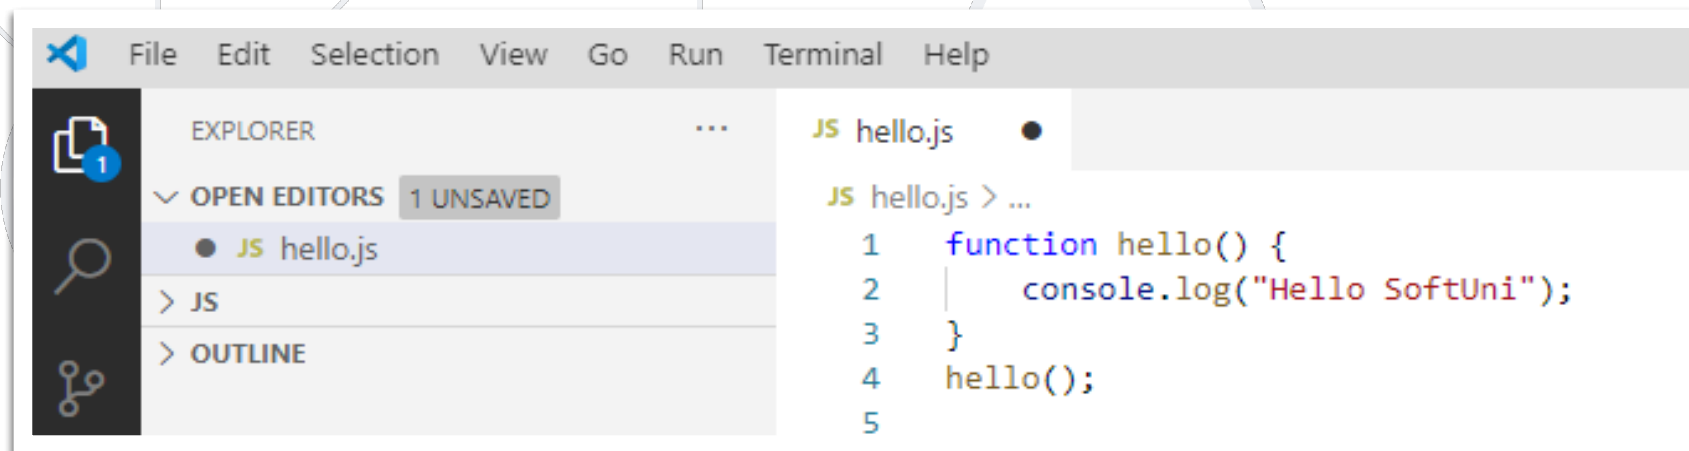 File Edit Selection View Go Run Terminal Help
EXPLORER ...
1
OPEN EDITORS 1 UNSAVED
JS hello.js
JS
OUTLINE
JS hello.js
JS hello.js > ...
1 function hello() {
2 console.log("Hello SoftUni");
3 }
4 hello();
5